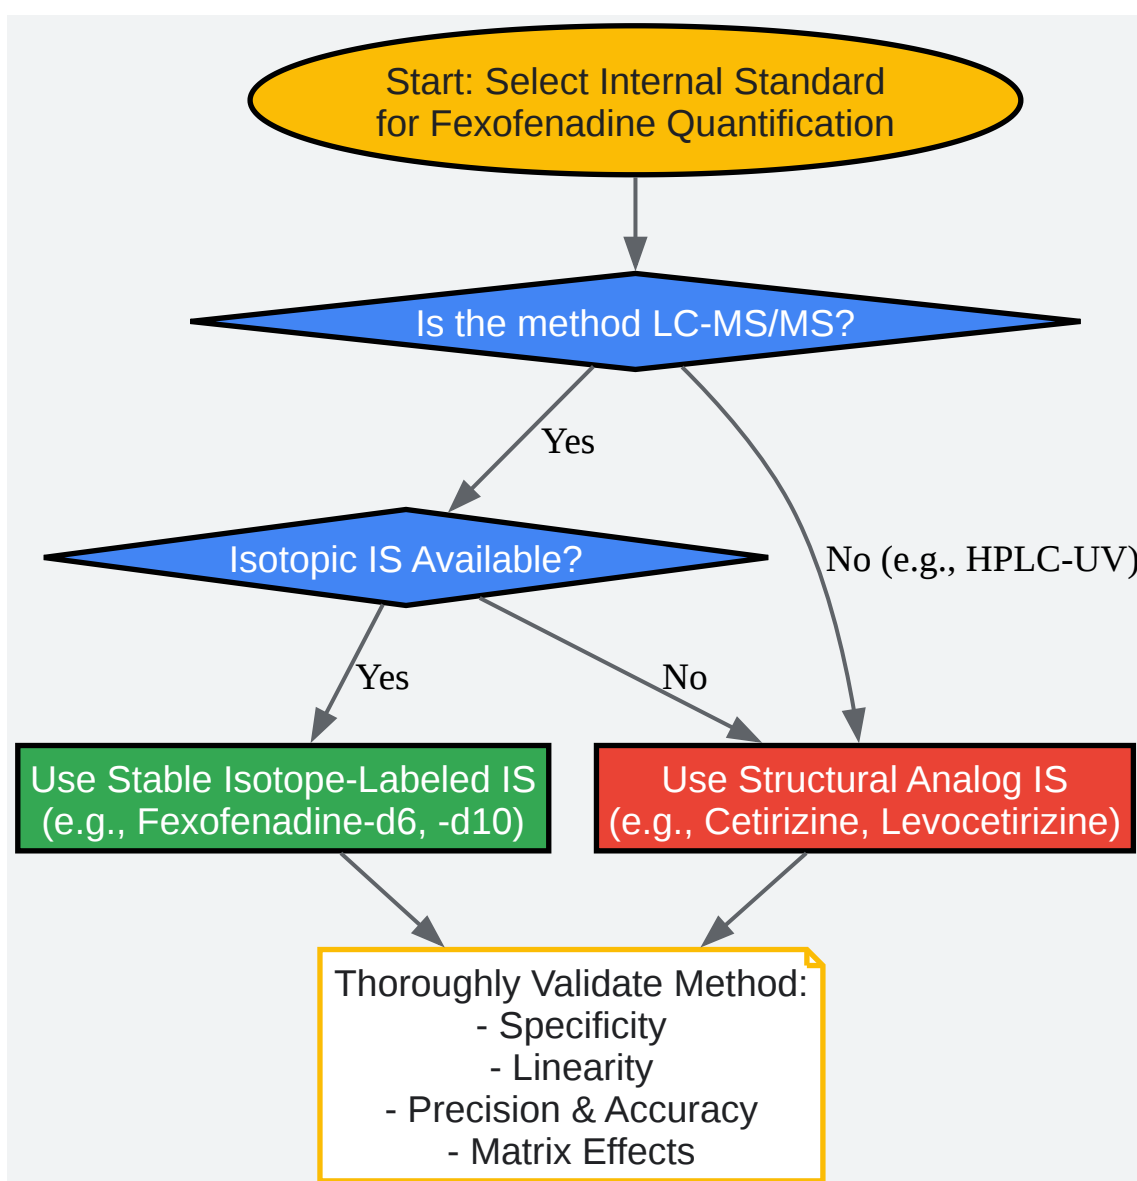 Start: Select Internal Standard
for Fexofenadine Quantification
Is the method LC-MS/MS?
Yes
Isotopic IS Available?
No (e.g., HPLC-UV)
Yes
No
Use Stable Isotope-Labeled IS
(e.g., Fexofenadine-d6, -d10)
Use Structural Analog IS
(e.g., Cetirizine, Levocetirizine)
Thoroughly Validate Method:
- Specificity
- Linearity
- Precision & Accuracy
- Matrix Effects